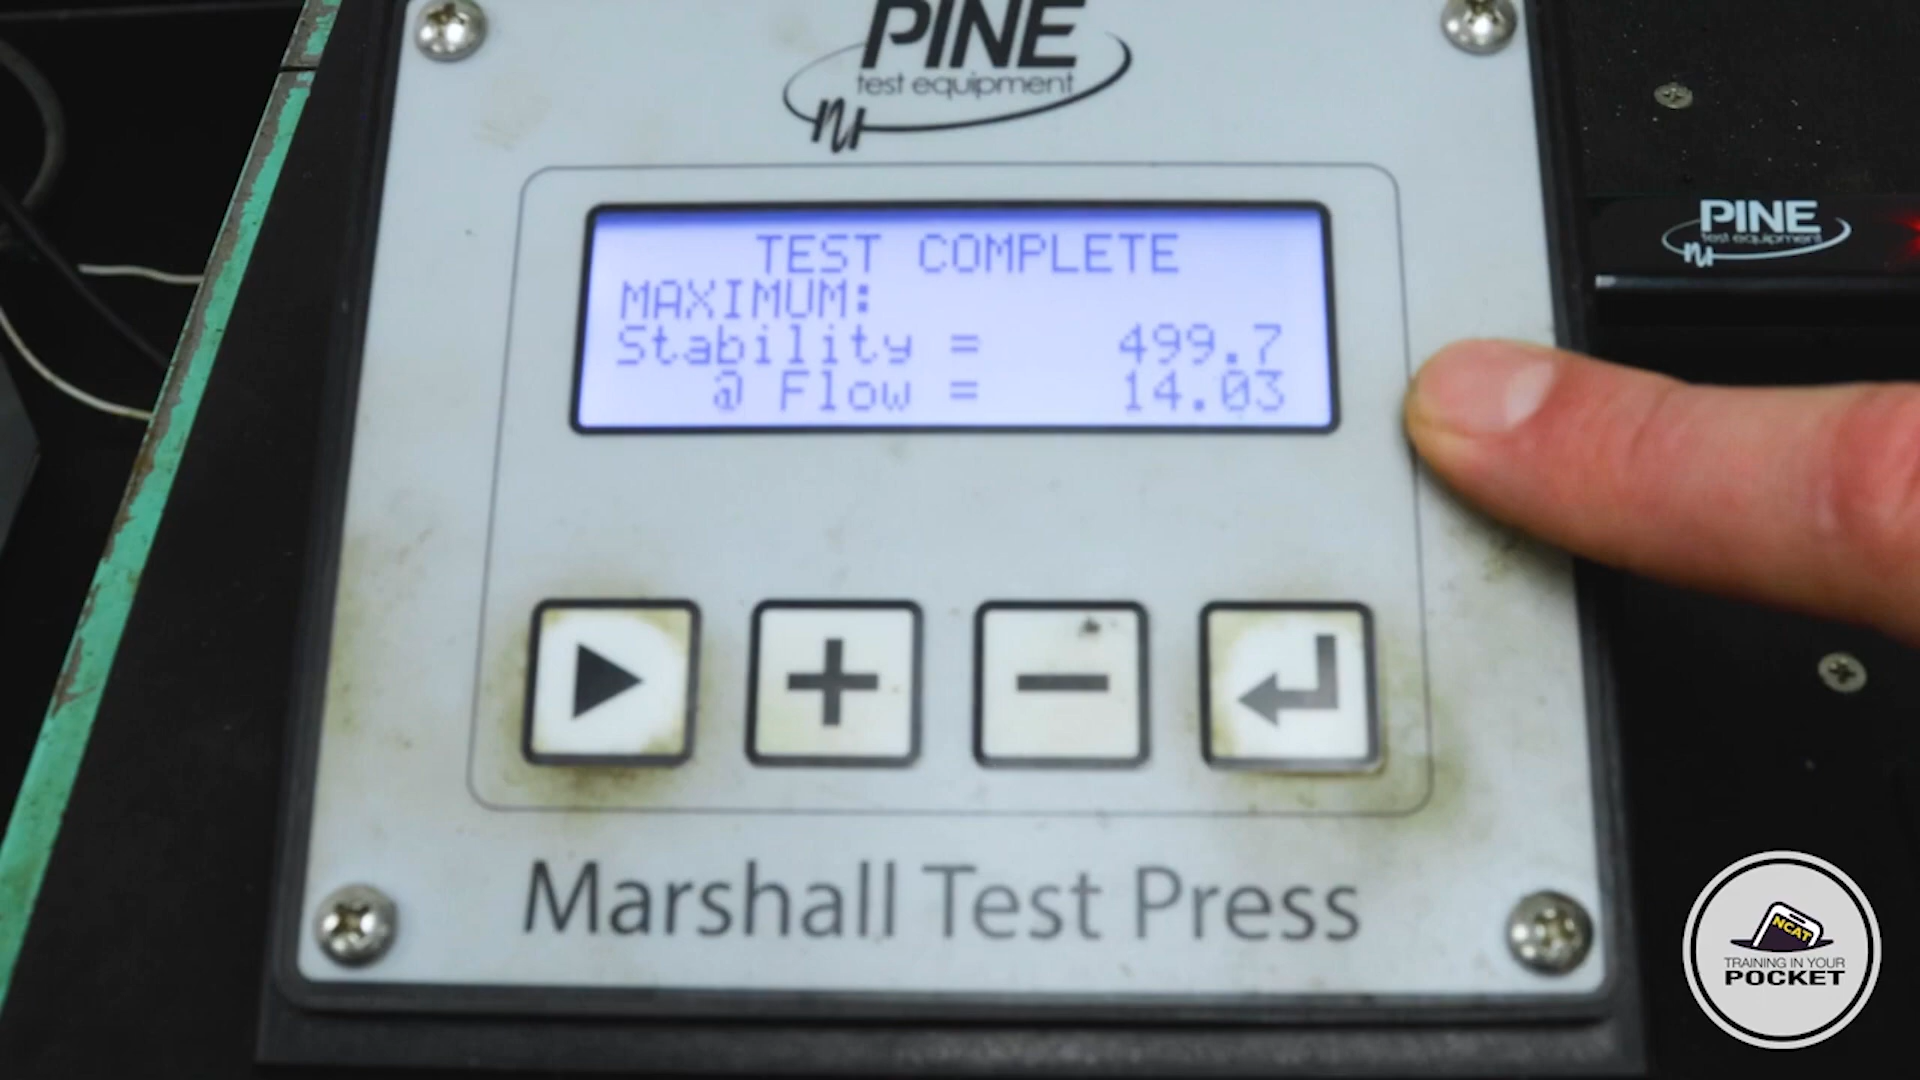 PINE
test equipment
TEST COMPLETE
MAXIMUM:
Stability = 499.7
@ Flow = 14.03
Marshall Test Press
PINE
test equipment
NCAT
TRAINING IN YOUR
POCKET